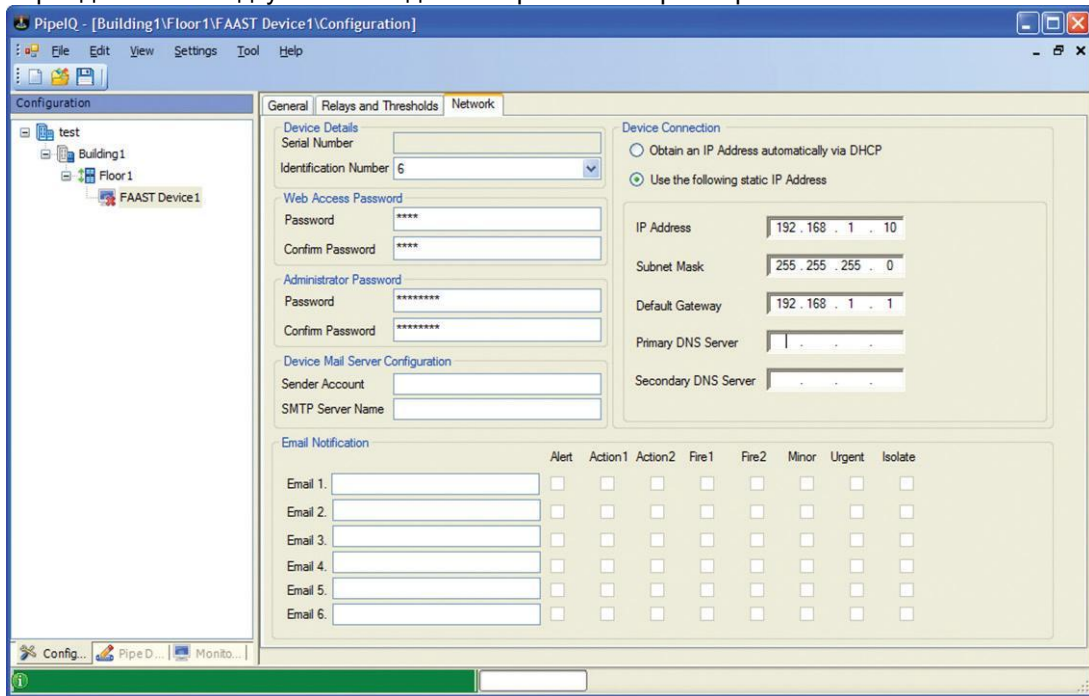 PipeIQ - [Building1\Floor1\FAAST Device1\Configuration]
File Edit View Settings Tool Help
Configuration
test
Building1
Floor1
FAAST Device1
General Relays and Thresholds Network
Device Details
Serial Number
Identification Number 6
Web Access Password
Password ****
Confirm Password ****
Administrator Password
Password ********
Confirm Password ********
Device Mail Server Configuration
Sender Account
SMTP Server Name
Device Connection
Obtain an IP Address automatically via DHCP
Use the following static IP Address
IP Address 192 . 168 . 1 . 10
Subnet Mask 255 . 255 . 255 . 0
Default Gateway 192 . 168 . 1 . 1
Primary DNS Server . . .
Secondary DNS Server . . .
Email Notification
Alert Action1 Action2 Fire1 Fire2 Minor Urgent Isolate
Email 1.
Email 2.
Email 3.
Email 4.
Email 5.
Email 6.
Config... Pipe D... Monito...